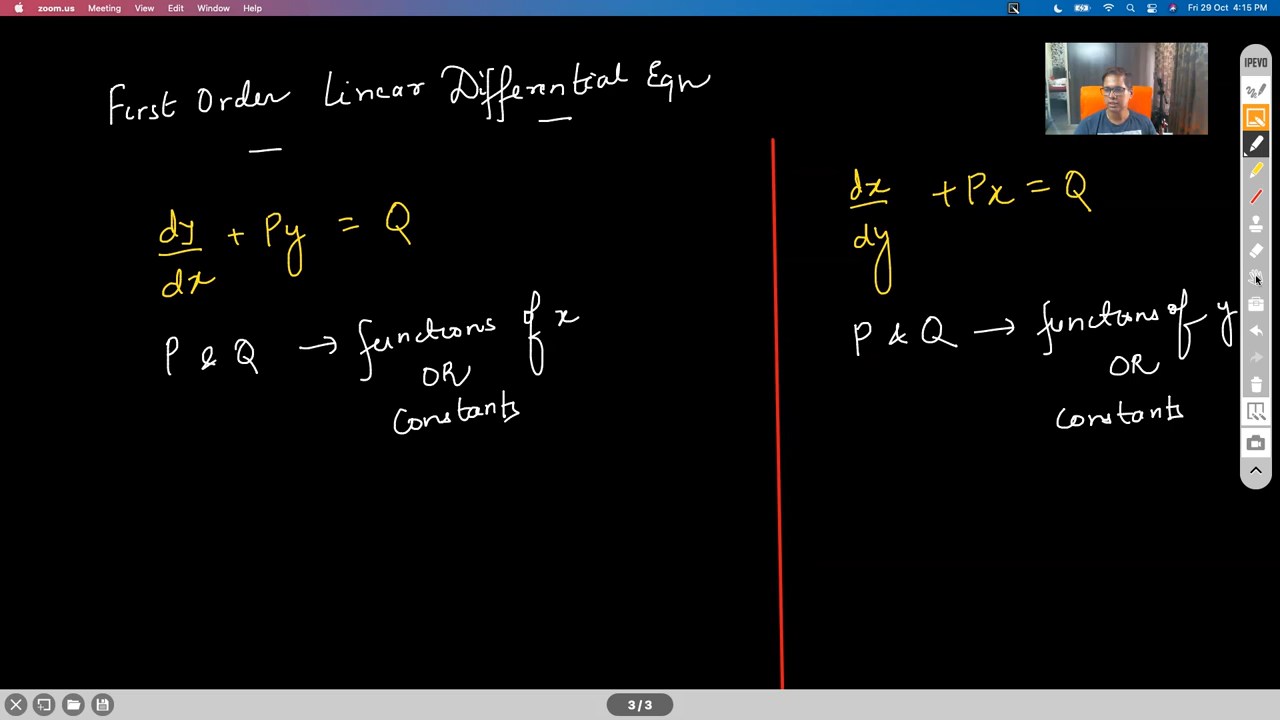 zoom.us Meeting View Edit Window Help
Fri 29 Oct 4:15 PM
IPEVO
First Order Linear Differential Eqn
dy/dx + Py = Q
P & Q → functions of x
OR
constants
dx/dy + Px = Q
P & Q → functions of y
OR
constants
3/3